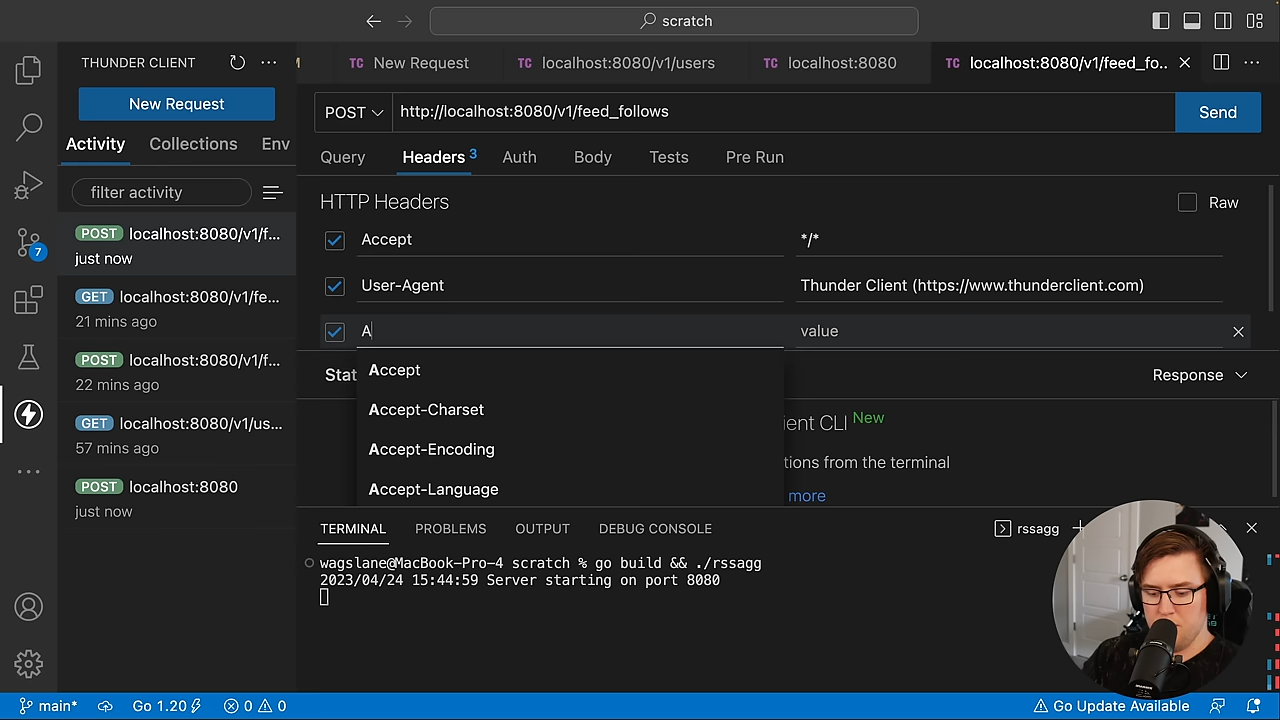 scratch
THUNDER CLIENT
New Request
Activity
Collections
Env
filter activity
POST localhost:8080/v1/f...
just now
GET localhost:8080/v1/fe...
21 mins ago
POST localhost:8080/v1/f...
22 mins ago
GET localhost:8080/v1/us...
57 mins ago
POST localhost:8080
just now
7
M
TC New Request
TC localhost:8080/v1/users
TC localhost:8080
TC localhost:8080/v1/feed_fo..
POST
http://localhost:8080/v1/feed_follows
Send
Query
Headers 3
Auth
Body
Tests
Pre Run
HTTP Headers
Raw
Accept
*/*
User-Agent
Thunder Client (https://www.thunderclient.com)
A
value
Accept
Accept-Charset
Accept-Encoding
Accept-Language
Stat
Response
ient CLI New
tions from the terminal
more
TERMINAL
PROBLEMS
OUTPUT
DEBUG CONSOLE
rssagg
wagslane@MacBook-Pro-4 scratch % go build && ./rssagg
2023/04/24 15:44:59 Server starting on port 8080
main*
Go 1.20
0
0
Go Update Available